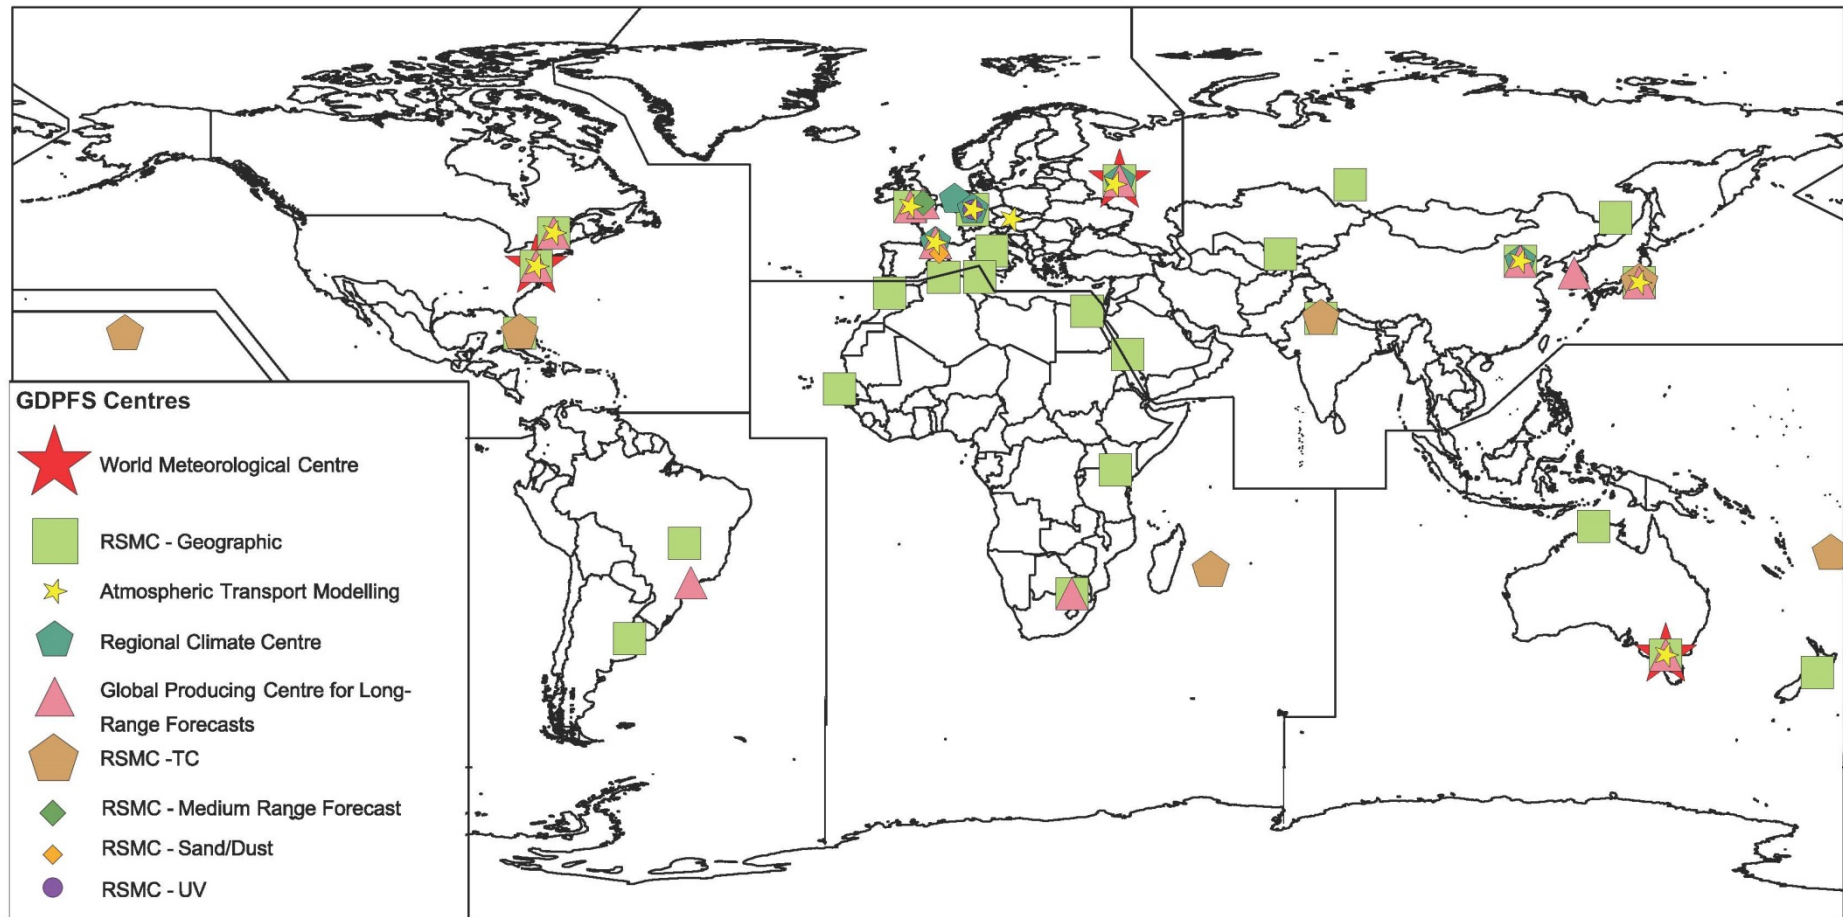 GDPFS Centres
World Meteorological Centre
RSMC - Geographic
Atmospheric Transport Modelling
Regional Climate Centre
Global Producing Centre for Long-
Range Forecasts
RSMC -TC
RSMC - Medium Range Forecast
RSMC - Sand/Dust
RSMC - UV